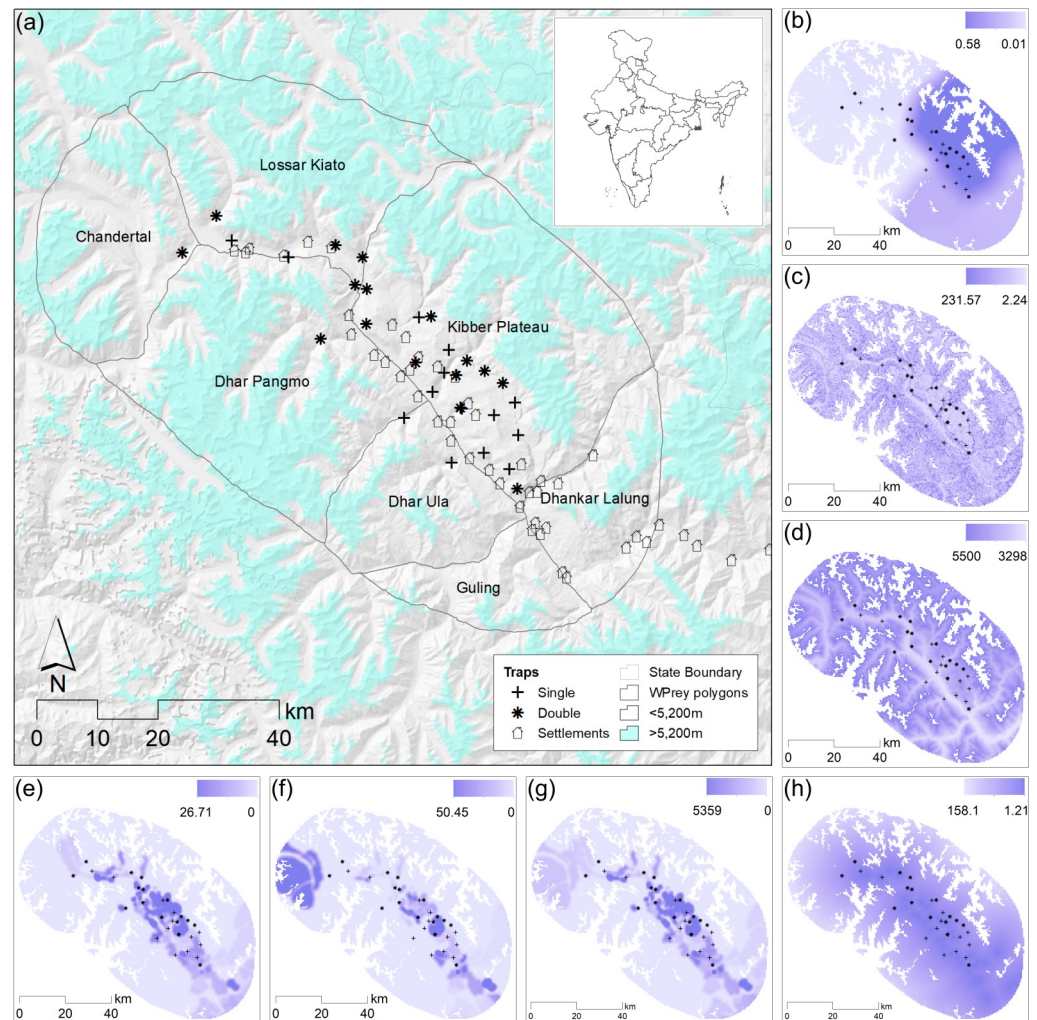 (a)
Lossar Kiato
Chandertal
Kibber Plateau
Dhar Pangmo
Dhar Ula
Dhankar Lalung
Guling
N
km
0 10 20 40
Traps
Single
Double
Settlements
State Boundary
WPrey polygons
<5,200m
>5,200m
(b)
0.58 0.01
km
0 20 40
(c)
231.57 2.24
km
0 20 40
(d)
5500 3298
km
0 20 40
(e)
26.71 0
km
0 20 40
(f)
50.45 0
km
0 20 40
(g)
5359 0
km
0 20 40
(h)
158.1 1.21
km
0 20 40